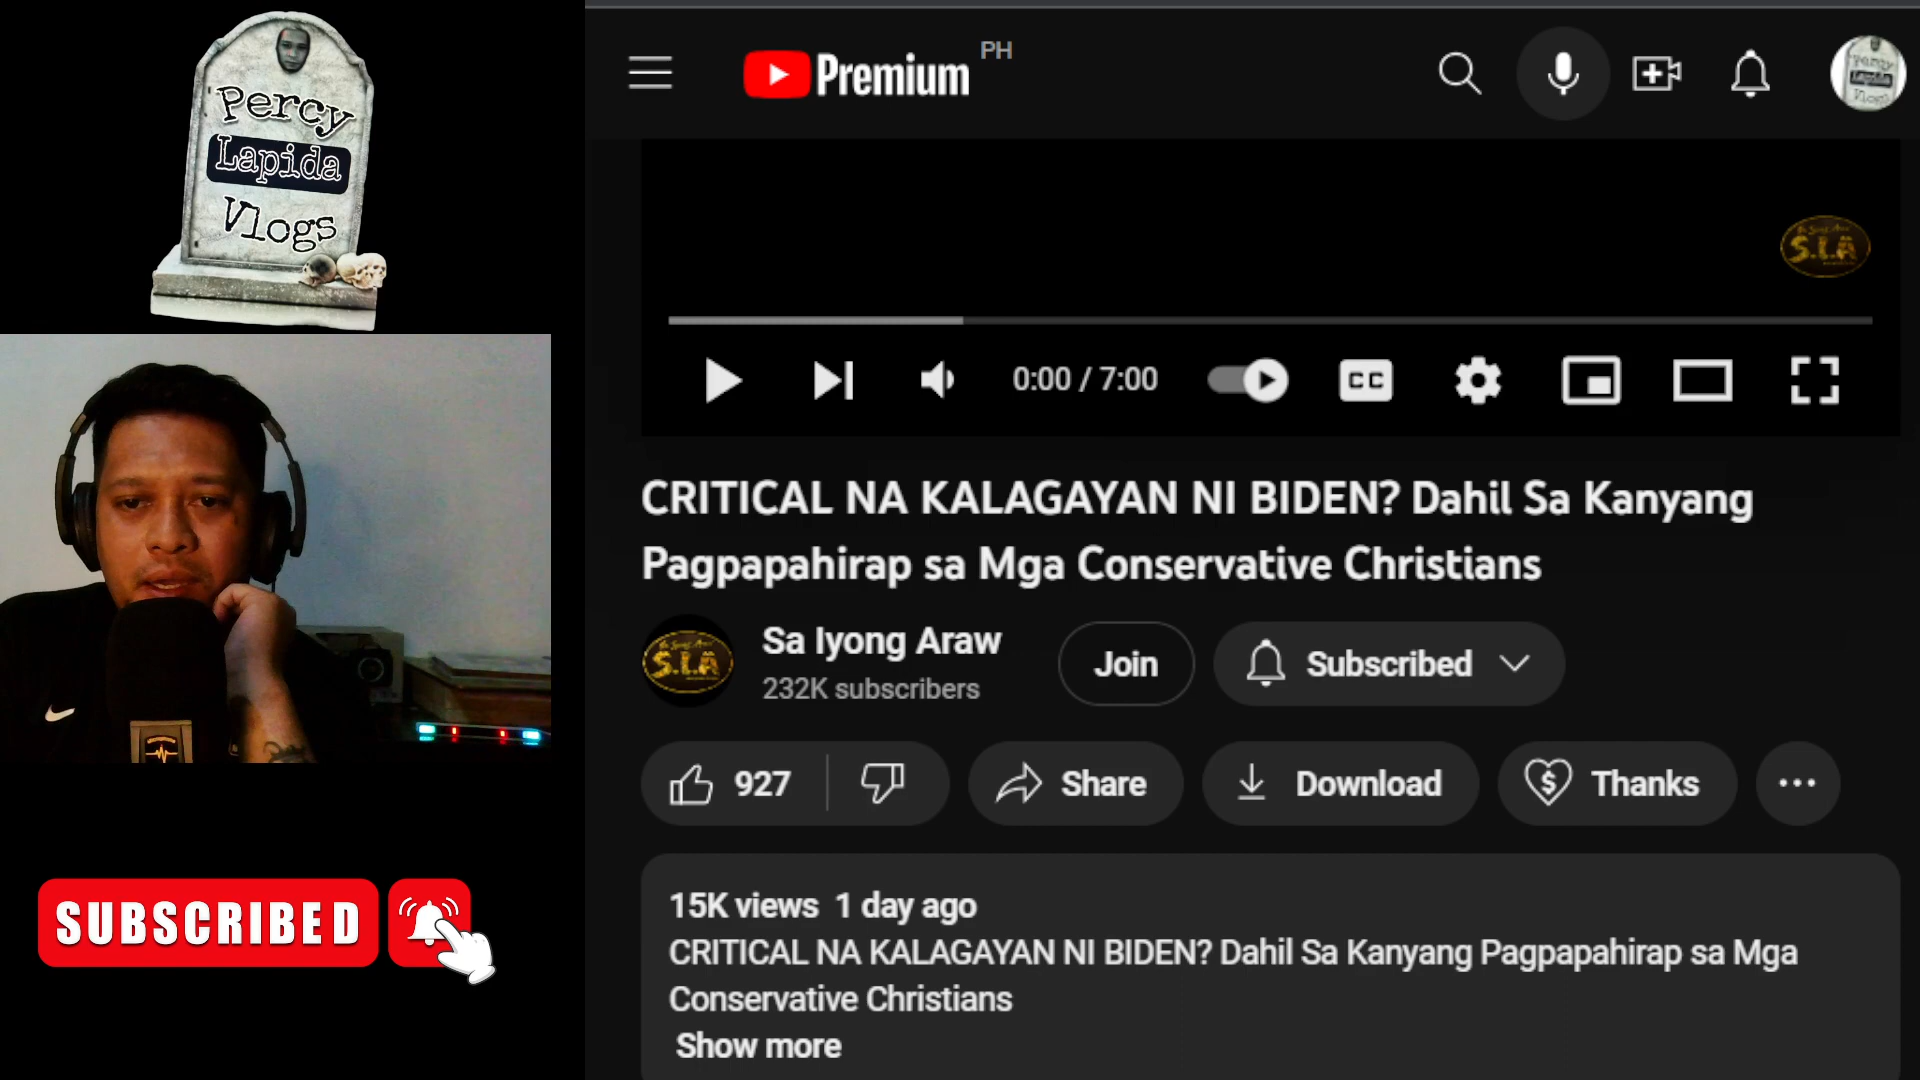 Percy
Lapida
Vlogs
SUBSCRIBED
Premium PH
S.I.A
0:00 / 7:00
CC
CRITICAL NA KALAGAYAN NI BIDEN? Dahil Sa Kanyang
Pagpapahirap sa Mga Conservative Christians
S.I.A
Sa Iyong Araw
232K subscribers
Join
Subscribed
927
Share
Download
Thanks
15K views 1 day ago
CRITICAL NA KALAGAYAN NI BIDEN? Dahil Sa Kanyang Pagpapahirap sa Mga
Conservative Christians
Show more